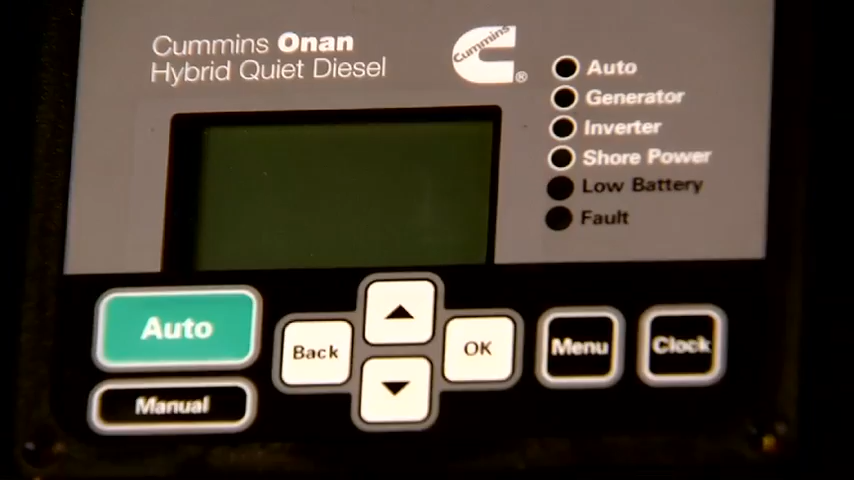 Cummins Onan
Hybrid Quiet Diesel
Cummins
®
Auto
Generator
Inverter
Shore Power
Low Battery
Fault
Auto
Manual
Back
OK
Menu
Clock